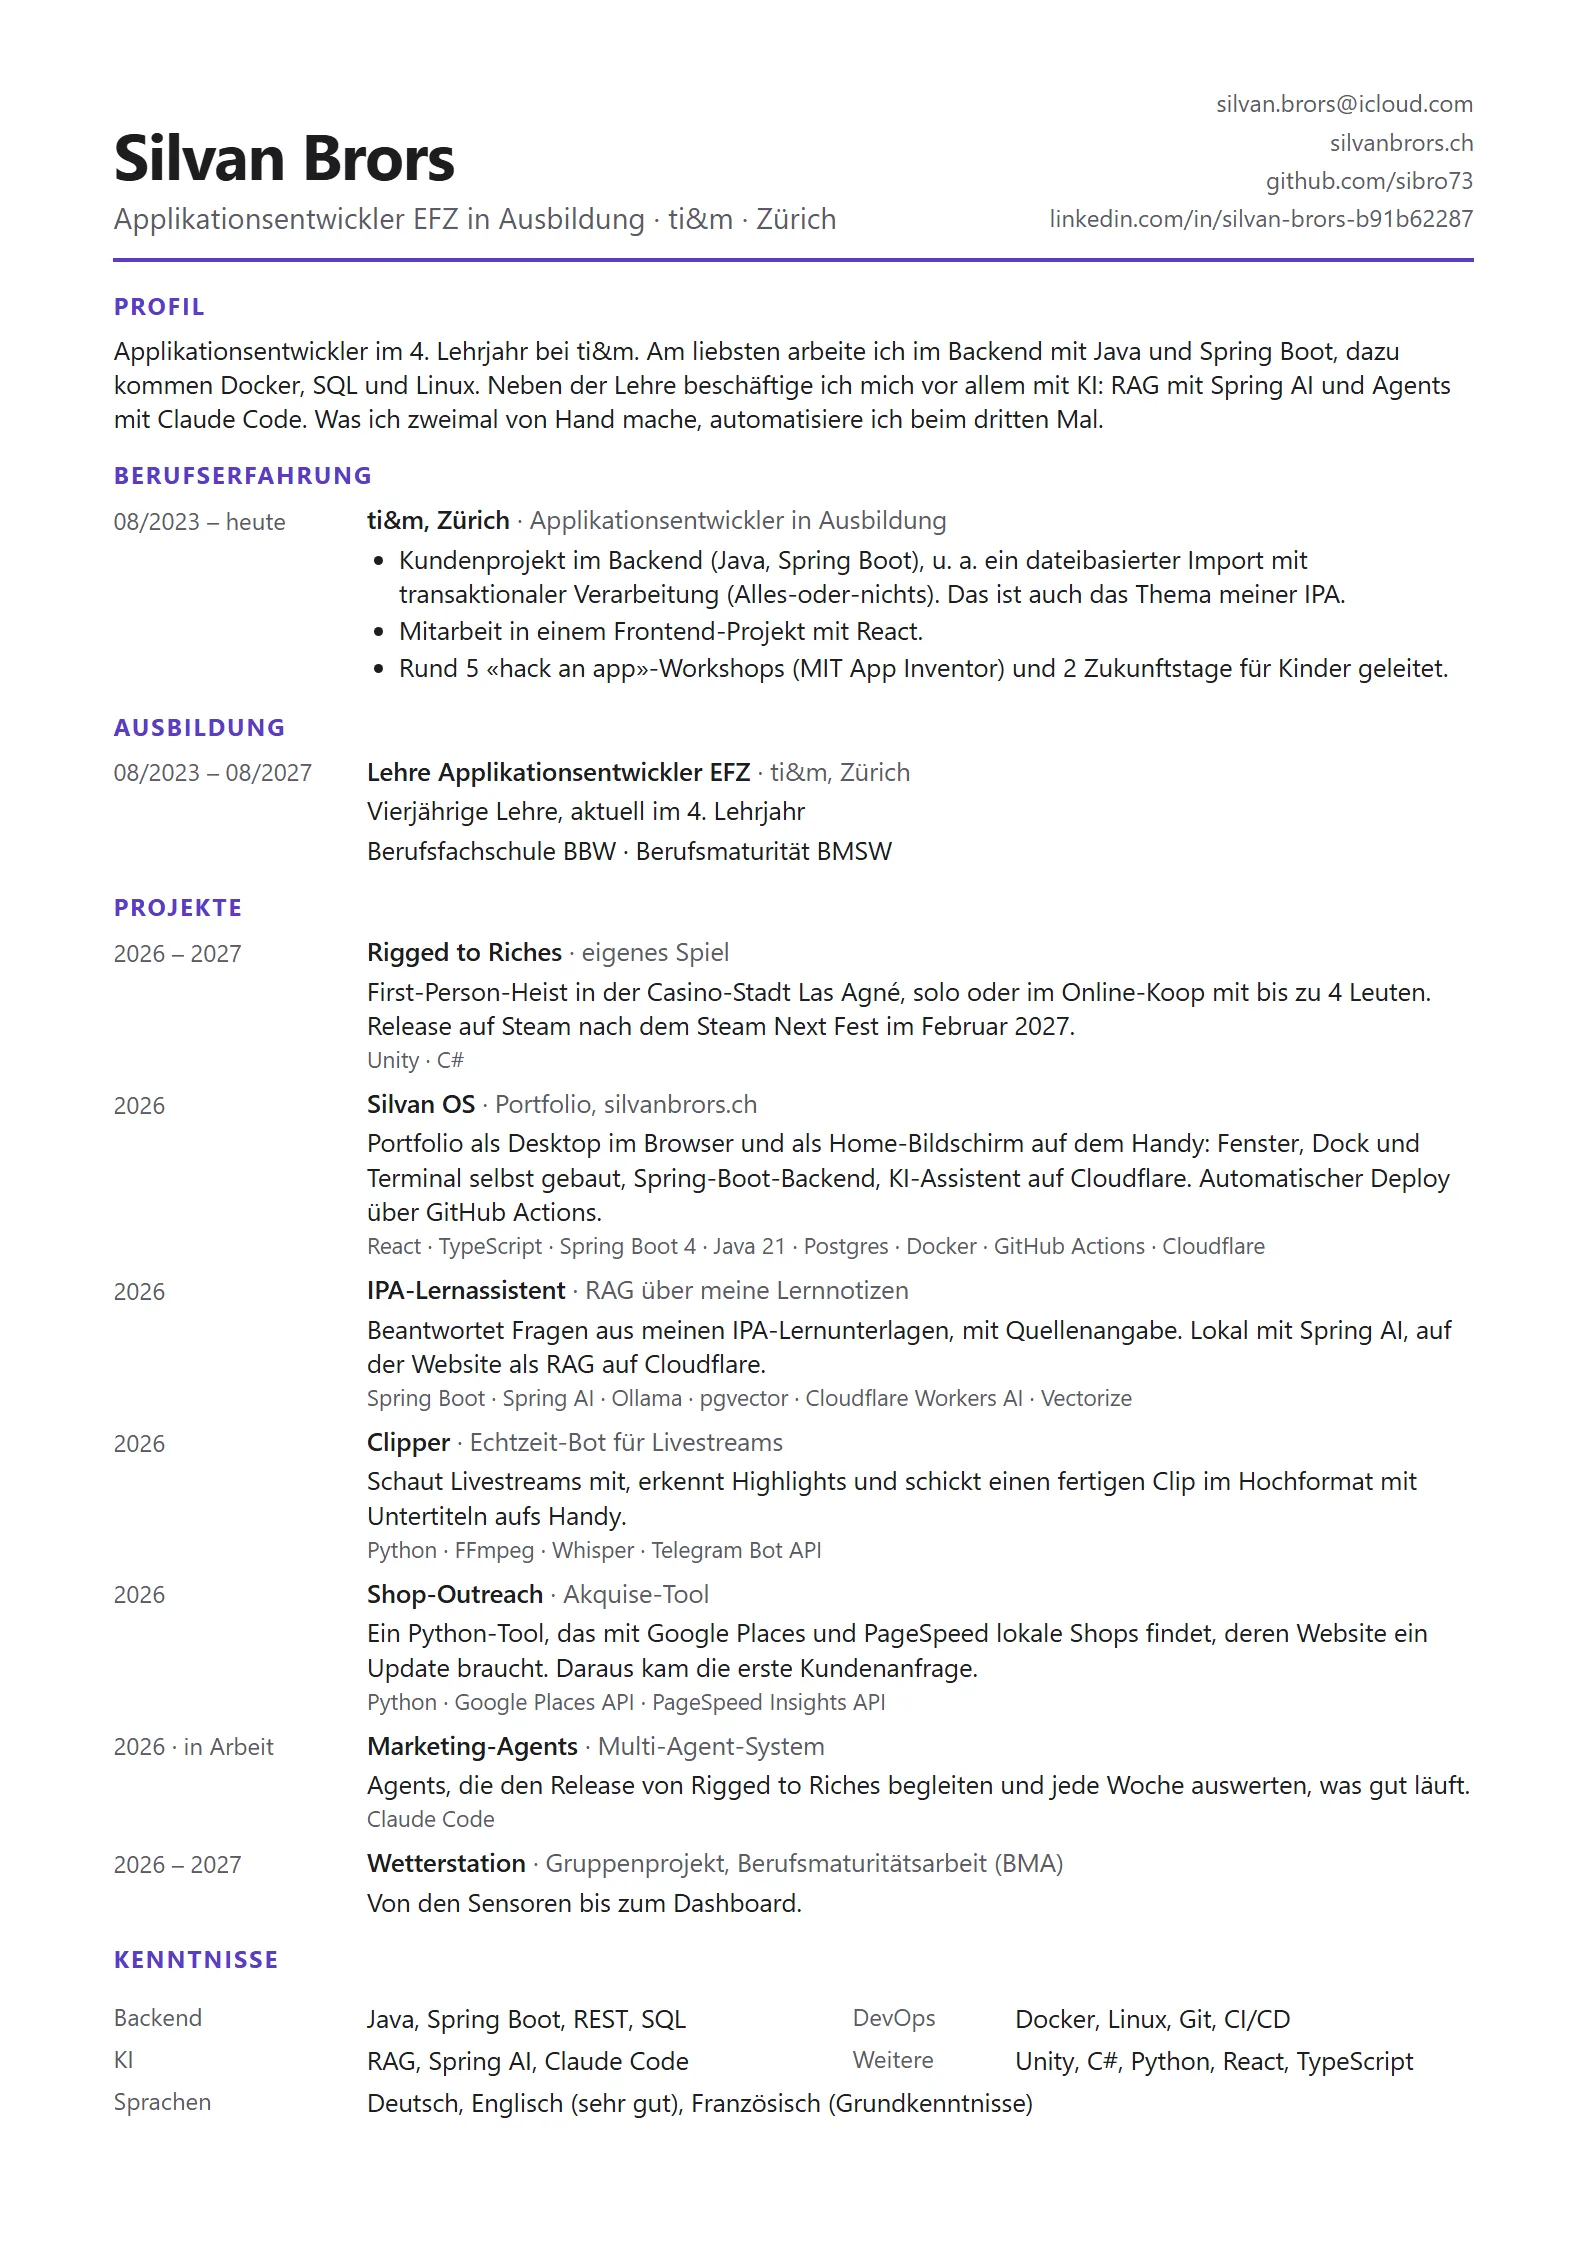 Silvan Brors
Applikationsentwickler EFZ in Ausbildung · ti&m · Zürich
silvan.brors@icloud.com
silvanbrors.ch
github.com/sibro73
linkedin.com/in/silvan-brors-b91b62287
PROFIL
Applikationsentwickler im 4. Lehrjahr bei ti&m. Am liebsten arbeite ich im Backend mit Java und Spring Boot, dazu
kommen Docker, SQL und Linux. Neben der Lehre beschäftige ich mich vor allem mit KI: RAG mit Spring AI und Agents
mit Claude Code. Was ich zweimal von Hand mache, automatisiere ich beim dritten Mal.
BERUFSERFAHRUNG
08/2023 – heute
ti&m, Zürich · Applikationsentwickler in Ausbildung
• Kundenprojekt im Backend (Java, Spring Boot), u. a. ein dateibasierter Import mit
transaktionaler Verarbeitung (Alles-oder-nichts). Das ist auch das Thema meiner IPA.
• Mitarbeit in einem Frontend-Projekt mit React.
• Rund 5 «hack an app»-Workshops (MIT App Inventor) und 2 Zukunftstage für Kinder geleitet.
AUSBILDUNG
08/2023 – 08/2027
Lehre Applikationsentwickler EFZ · ti&m, Zürich
Vierjährige Lehre, aktuell im 4. Lehrjahr
Berufsfachschule BBW · Berufsmaturität BMSW
PROJEKTE
2026 – 2027
Rigged to Riches · eigenes Spiel
First-Person-Heist in der Casino-Stadt Las Agné, solo oder im Online-Koop mit bis zu 4 Leuten.
Release auf Steam nach dem Steam Next Fest im Februar 2027.
Unity · C#
2026
Silvan OS · Portfolio, silvanbrors.ch
Portfolio als Desktop im Browser und als Home-Bildschirm auf dem Handy: Fenster, Dock und
Terminal selbst gebaut, Spring-Boot-Backend, KI-Assistent auf Cloudflare. Automatischer Deploy
über GitHub Actions.
React · TypeScript · Spring Boot 4 · Java 21 · Postgres · Docker · GitHub Actions · Cloudflare
2026
IPA-Lernassistent · RAG über meine Lernnotizen
Beantwortet Fragen aus meinen IPA-Lernunterlagen, mit Quellenangabe. Lokal mit Spring AI, auf
der Website als RAG auf Cloudflare.
Spring Boot · Spring AI · Ollama · pgvector · Cloudflare Workers AI · Vectorize
2026
Clipper · Echtzeit-Bot für Livestreams
Schaut Livestreams mit, erkennt Highlights und schickt einen fertigen Clip im Hochformat mit
Untertiteln aufs Handy.
Python · FFmpeg · Whisper · Telegram Bot API
2026
Shop-Outreach · Akquise-Tool
Ein Python-Tool, das mit Google Places und PageSpeed lokale Shops findet, deren Website ein
Update braucht. Daraus kam die erste Kundenanfrage.
Python · Google Places API · PageSpeed Insights API
2026 · in Arbeit
Marketing-Agents · Multi-Agent-System
Agents, die den Release von Rigged to Riches begleiten und jede Woche auswerten, was gut läuft.
Claude Code
2026 – 2027
Wetterstation · Gruppenprojekt, Berufsmaturitätsarbeit (BMA)
Von den Sensoren bis zum Dashboard.
KENNTNISSE
Backend Java, Spring Boot, REST, SQL DevOps Docker, Linux, Git, CI/CD
KI RAG, Spring AI, Claude Code Weitere Unity, C#, Python, React, TypeScript
Sprachen Deutsch, Englisch (sehr gut), Französisch (Grundkenntnisse)